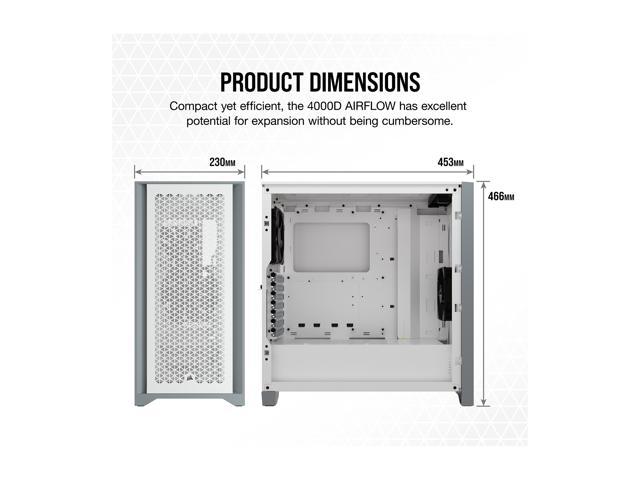 PRODUCT DIMENSIONS
Compact yet efficient, the 4000D AIRFLOW has excellent
potential for expansion without being cumbersome.
230MM
453MM
466MM